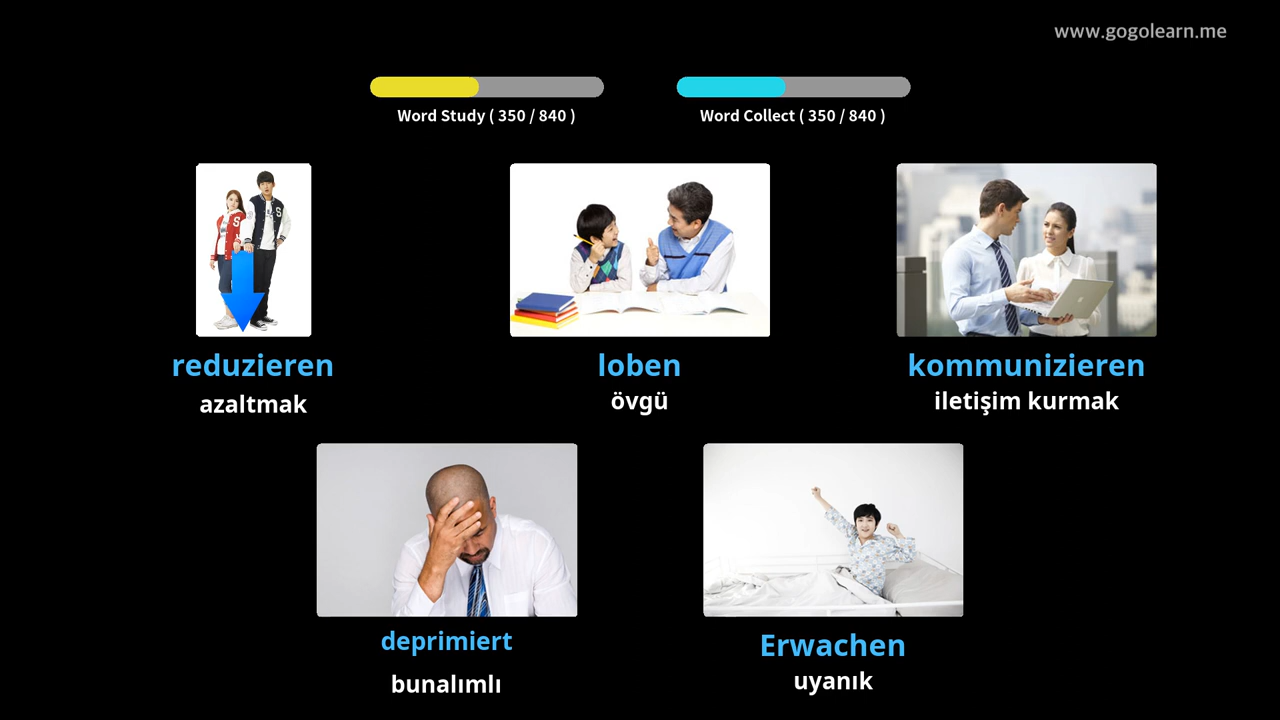 www.gogolearn.me
Word Study ( 350 / 840 )
Word Collect ( 350 / 840 )
S
S
reduzieren
azaltmak
loben
övgü
kommunizieren
iletişim kurmak
deprimiert
bunalımlı
Erwachen
uyanık